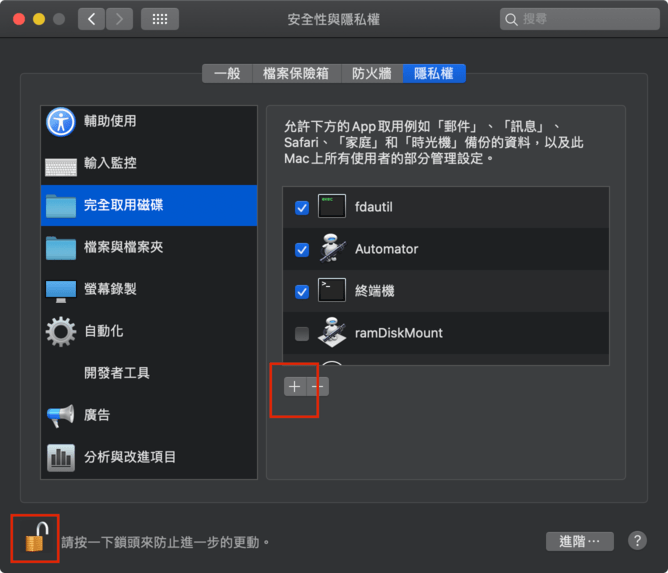 安全性與隱私權
搜尋
一般
檔案保險箱
防火牆
隱私權
輔助使用
輸入監控
完全取用磁碟
檔案與檔案夾
螢幕錄製
自動化
開發者工具
廣告
分析與改進項目
允許下方的App取用例如「郵件」、「訊息」、
Safari、「家庭」和「時光機」備份的資料，以及此
Mac上所有使用者的部分管理設定。
fdautil
Automator
終端機
ramDiskMount
請按一下鎖頭來防止進一步的更動。
進階⋯
?